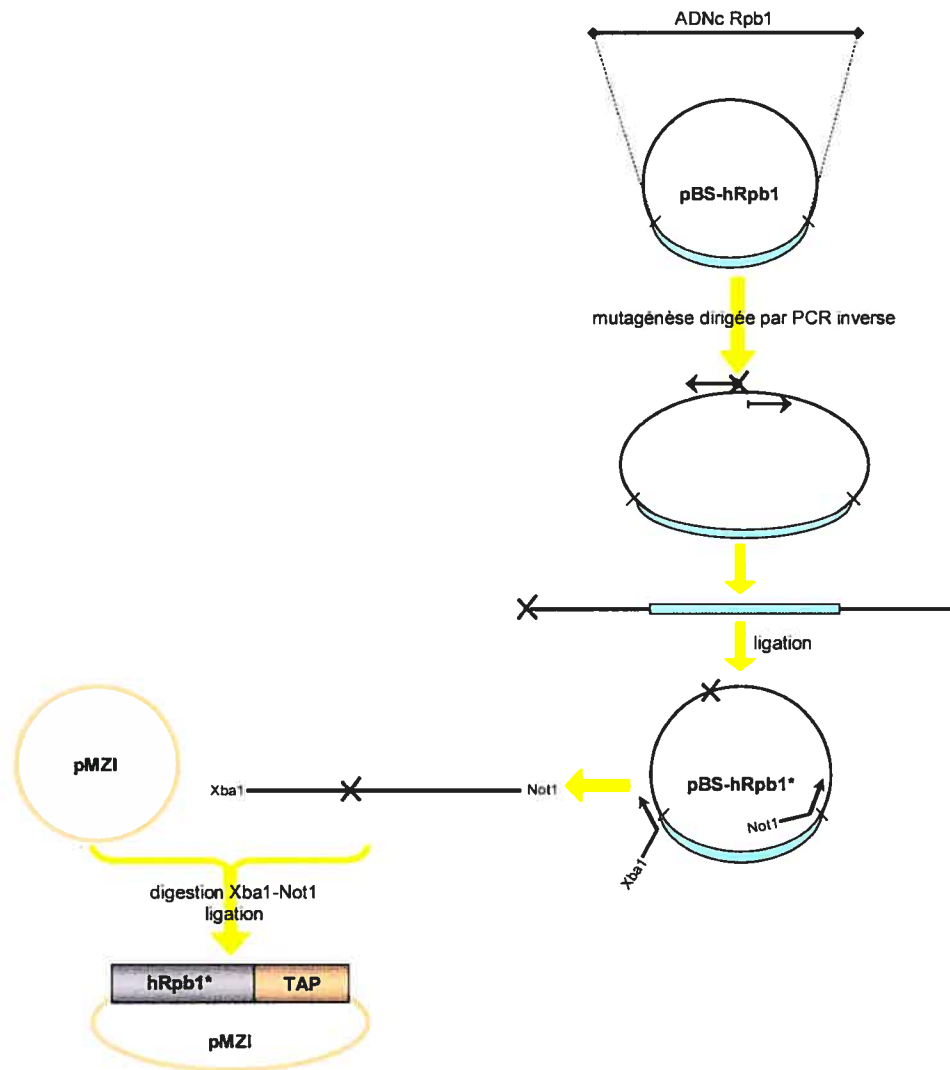 ADNc Rpb1
pBS-hRpb1
mutagénèse dirigée par PCR inverse
ligation
pMZI
Xba1
Not1
pBS-hRpb1*
Not1
Xba1
digestion Xba1-Not1
ligation
hRpb1*
TAP
pMZI